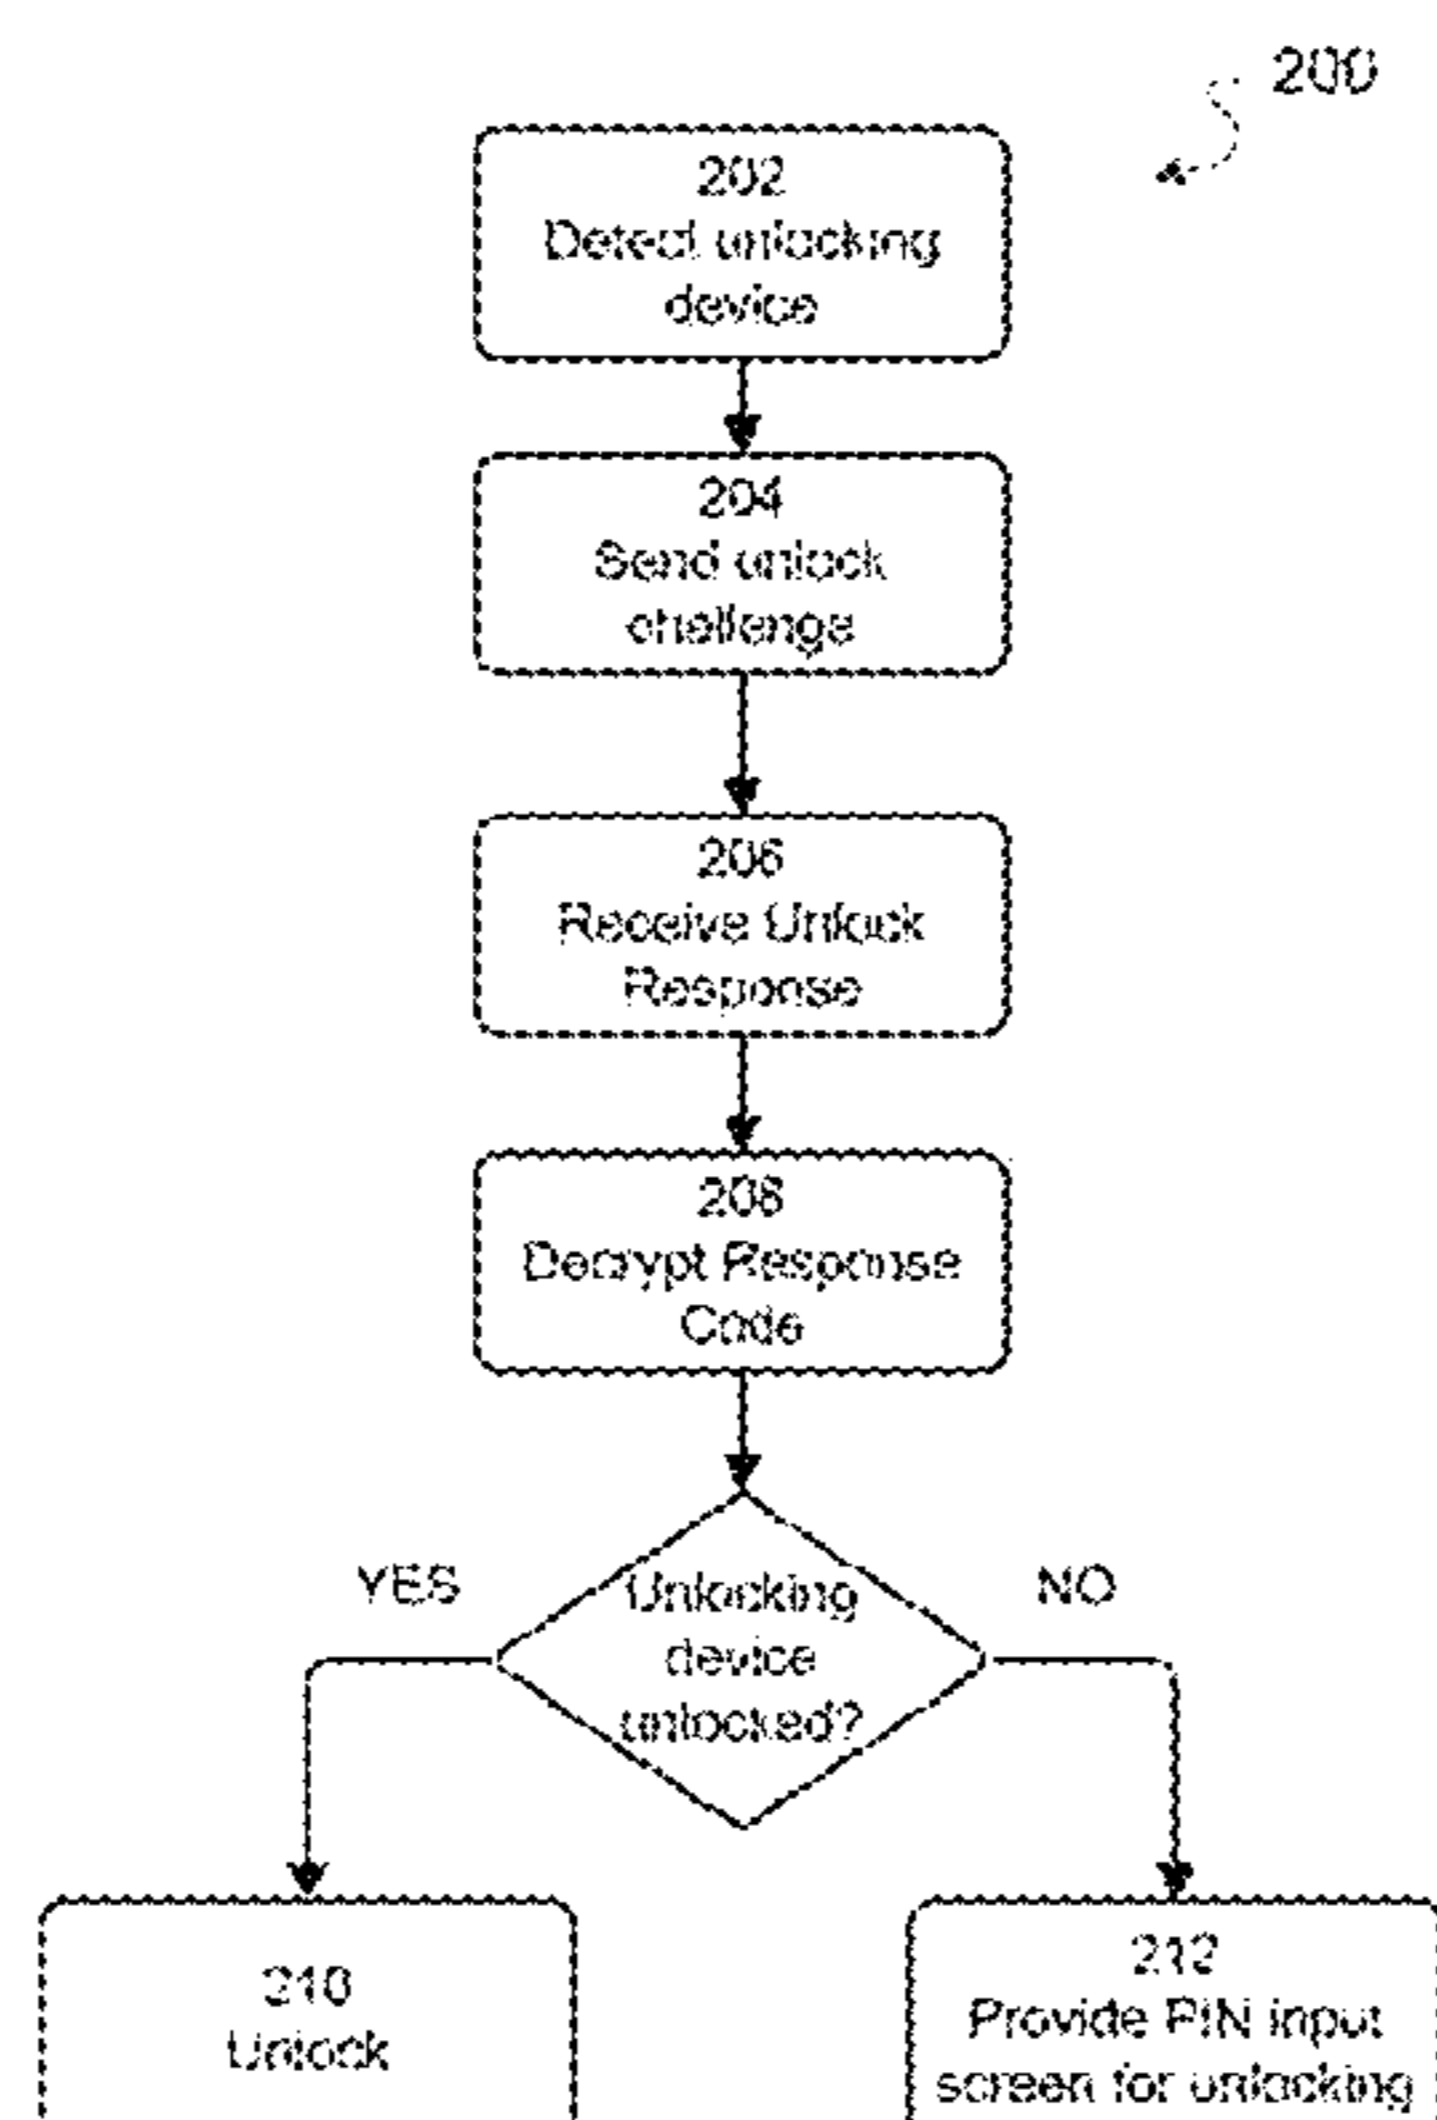 200
202
Detect unlocking
device
204
Send unlock
challenge
206
Receive Unlock
Response
208
Decrypt Response
Code
YES
Unlocking
device
unlocked?
NO
210
Unlock
212
Provide PIN input
screen for unlocking